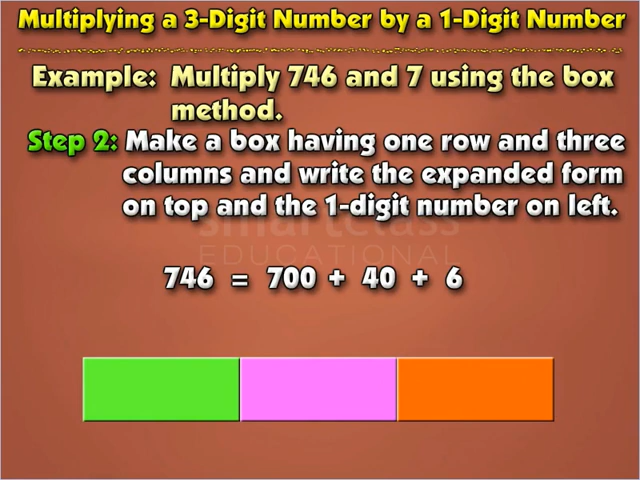 Multiplying a 3-Digit Number by a 1-Digit Number
Example: Multiply 746 and 7 using the box
method.
Step 2: Make a box having one row and three
columns and write the expanded form
on top and the 1-digit number on left.
smartclass
EDUCATIONAL
746 = 700 + 40 + 6